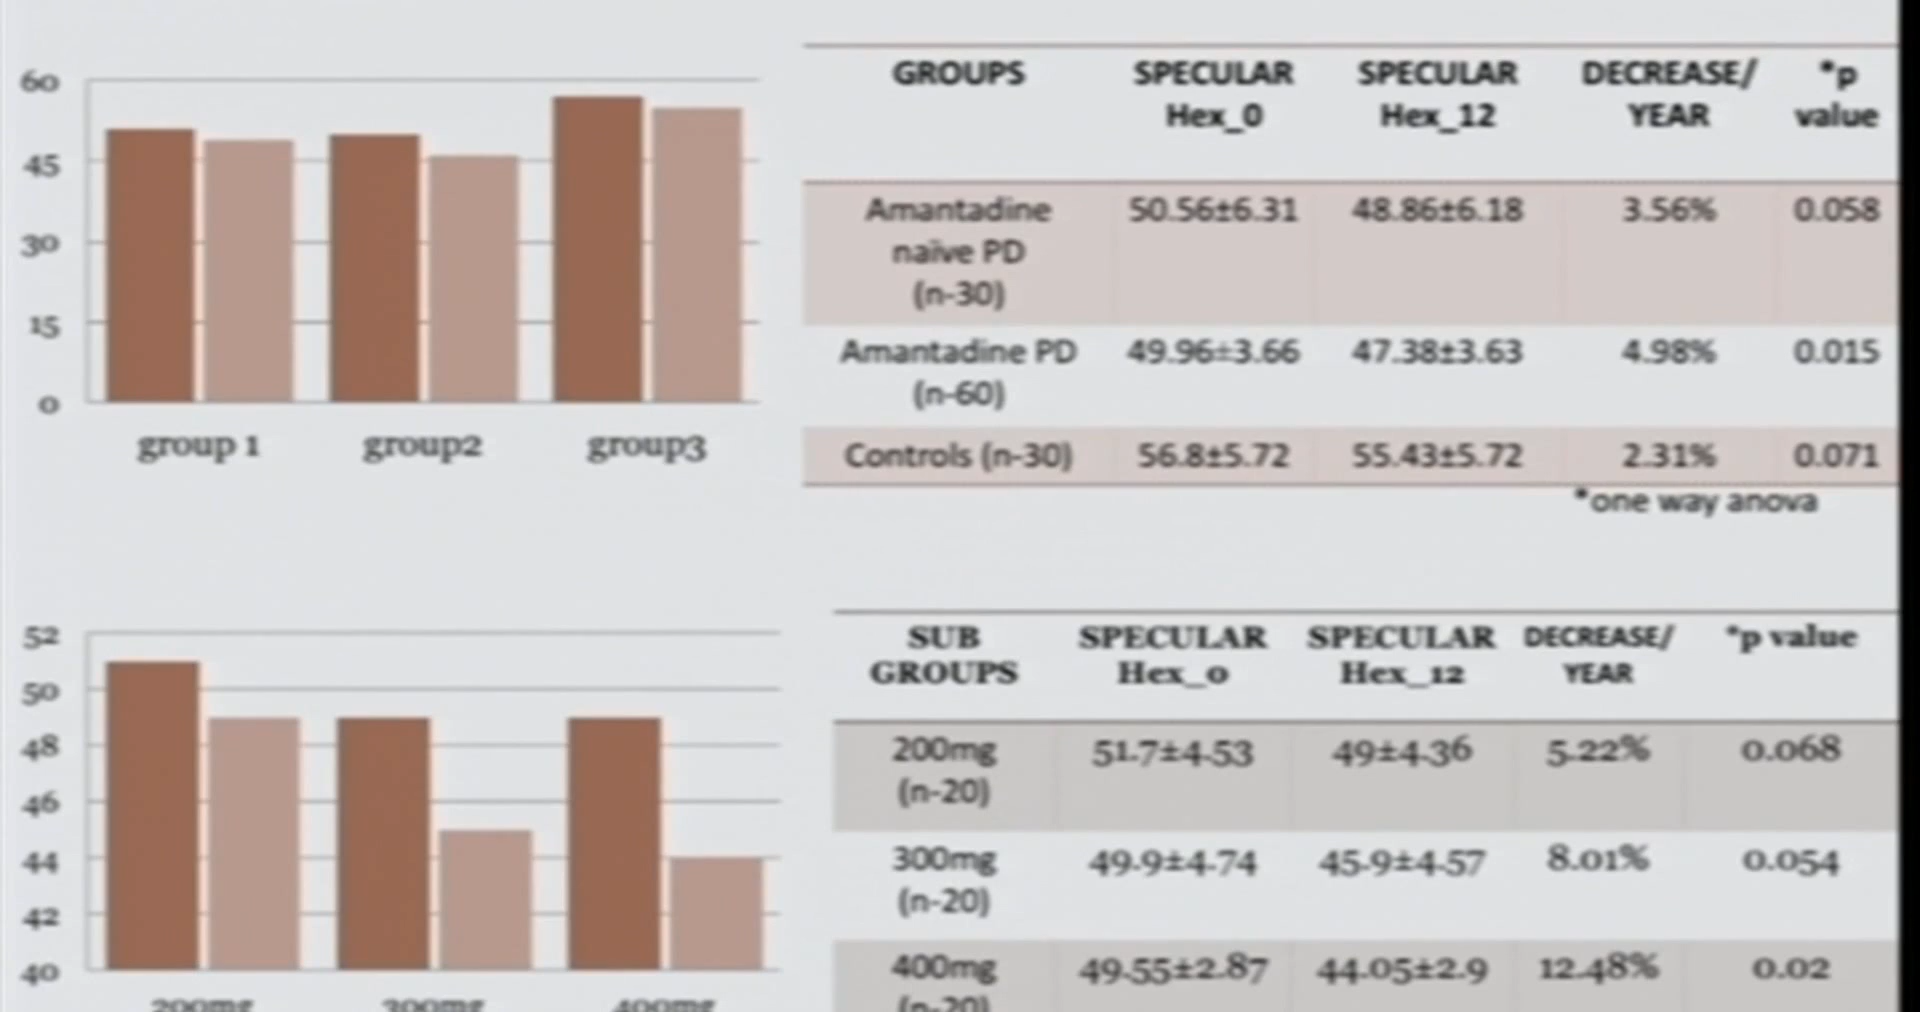 60
45
30
15
0
group 1 group2 group3
GROUPS SPECULAR Hex_0 SPECULAR Hex_12 DECREASE/ YEAR *p value
Amantadine naïve PD (n-30) 50.56±6.31 48.86±6.18 3.56% 0.058
Amantadine PD (n-60) 49.96±3.66 47.38±3.63 4.98% 0.015
Controls (n-30) 56.8±5.72 55.43±5.72 2.31% 0.071
*one way anova
52
50
48
46
44
42
40
200mg 300mg 400mg
SUB GROUPS SPECULAR Hex_0 SPECULAR Hex_12 DECREASE/ YEAR *p value
200mg (n-20) 51.7±4.53 49±4.36 5.22% 0.068
300mg (n-20) 49.9±4.74 45.9±4.57 8.01% 0.054
400mg (n-20) 49.55±2.87 44.05±2.9 12.48% 0.02